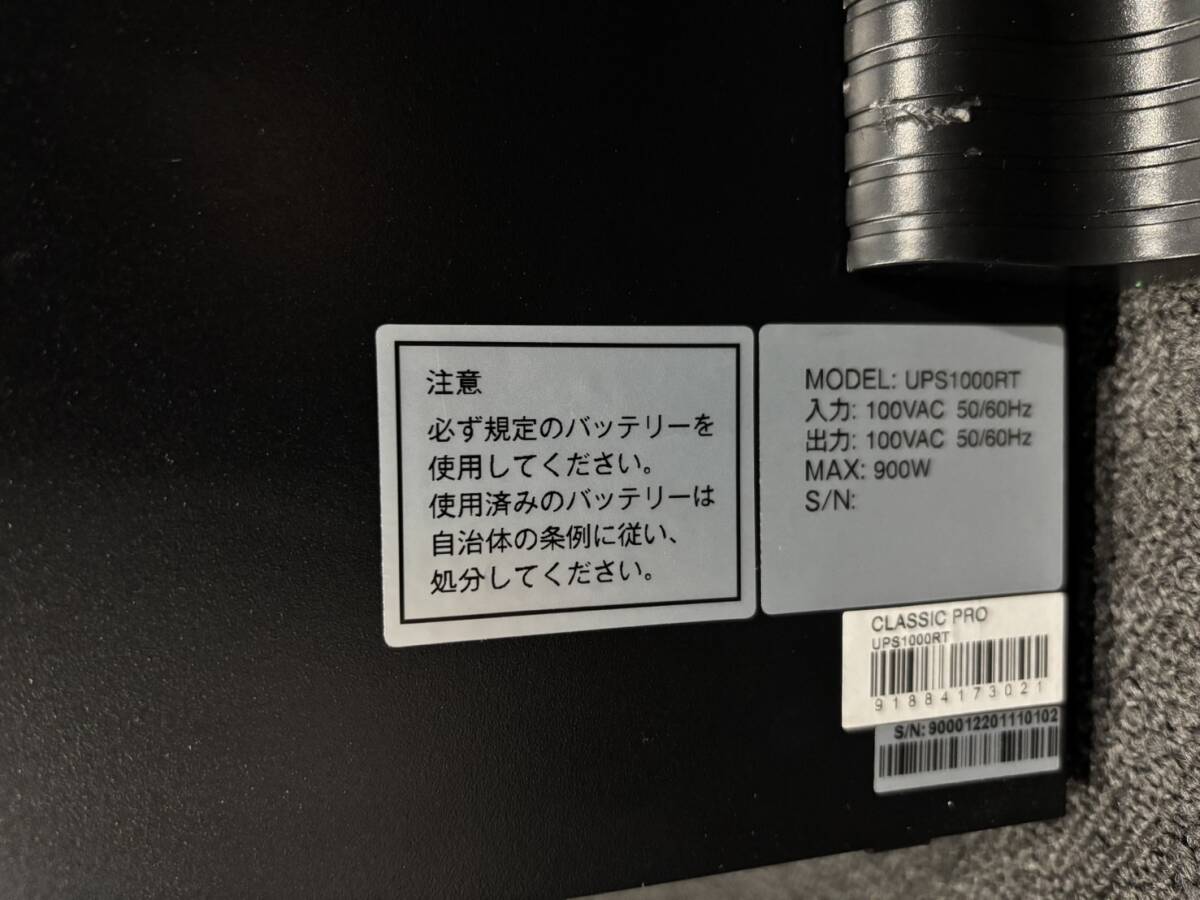 注意
必ず規定のバッテリーを
使用してください。
使用済みのバッテリーは
自治体の条例に従い、
処分してください。
MODEL: UPS1000RT
入力: 100VAC 50/60Hz
出力: 100VAC 50/60Hz
MAX: 900W
S/N:
CLASSIC PRO
UPS1000RT
91884173021
S/N: 900012201110102